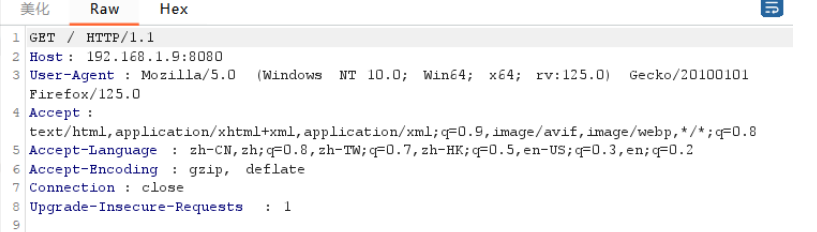 美化 Raw Hex
1 GET / HTTP/1.1
2 Host: 192.168.1.9:8080
3 User-Agent : Mozilla/5.0 (Windows NT 10.0; Win64; x64; rv:125.0) Gecko/20100101
Firefox/125.0
4 Accept :
text/html,application/xhtml+xml,application/xml;q=0.9,image/avif,image/webp,*/*;q=0.8
5 Accept-Language : zh-CN,zh;q=0.8,zh-TW;q=0.7,zh-HK;q=0.5,en-US;q=0.3,en;q=0.2
6 Accept-Encoding : gzip, deflate
7 Connection : close
8 Upgrade-Insecure-Requests : 1
9